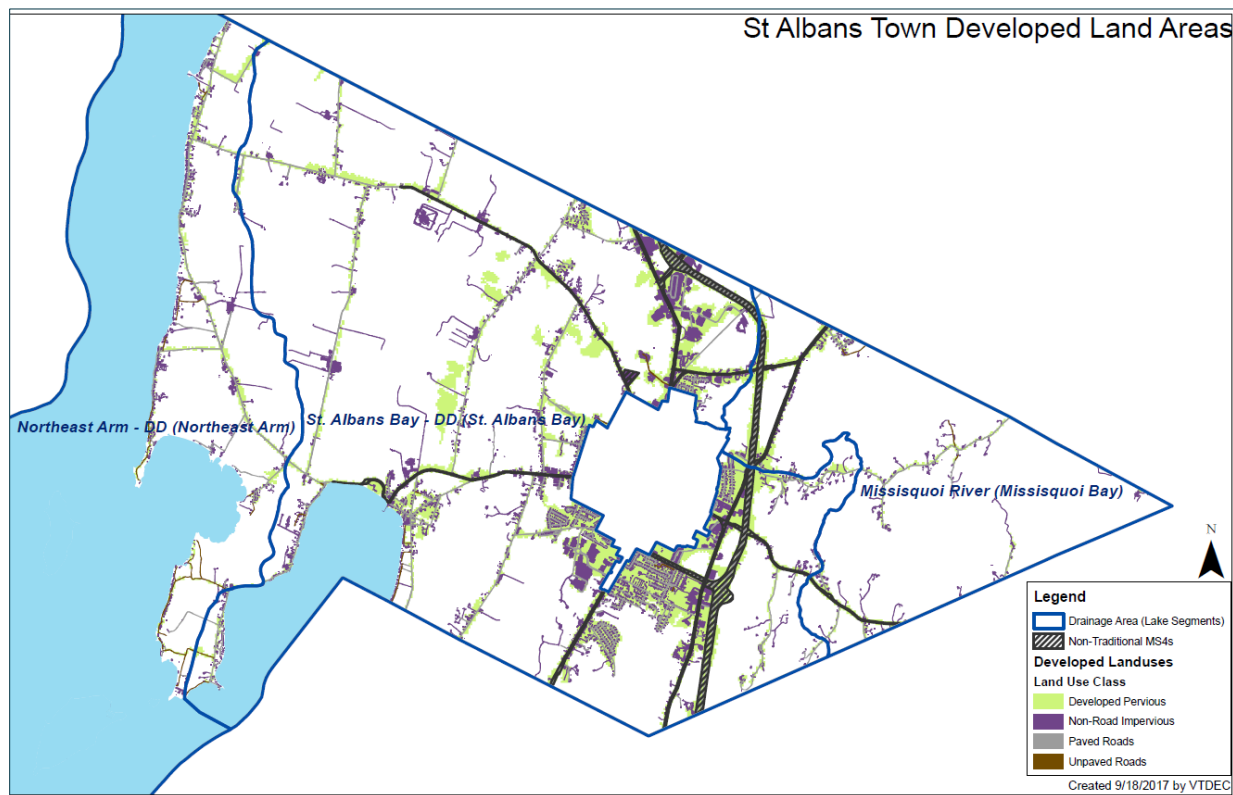 St Albans Town Developed Land Areas
Northeast Arm - DD (Northeast Arm)
St. Albans Bay - DD (St. Albans Bay)
Missisquoi River (Missisquoi Bay)
N
Legend
Drainage Area (Lake Segments)
Non-Traditional MS4s
Developed Landuses
Land Use Class
Developed Pervious
Non-Road Impervious
Paved Roads
Unpaved Roads
Created 9/18/2017 by VTDEC